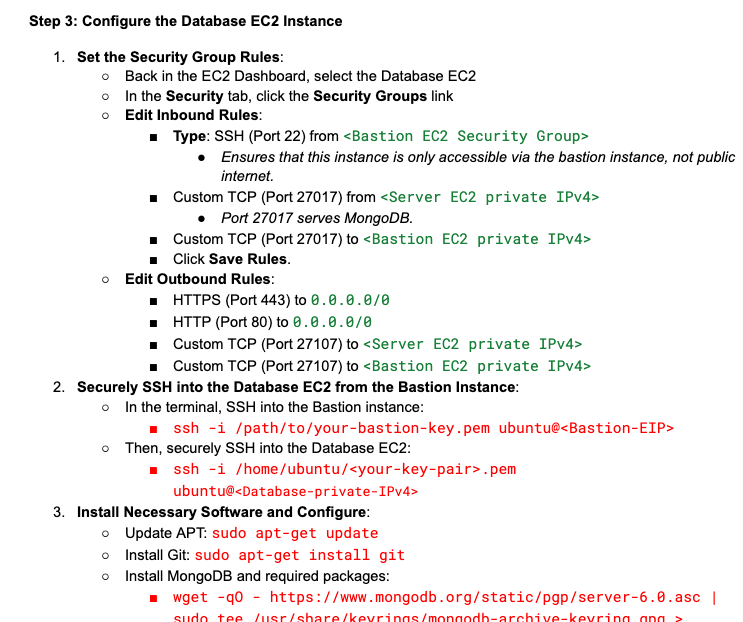 Step 3: Configure the Database EC2 Instance
1. Set the Security Group Rules:
○ Back in the EC2 Dashboard, select the Database EC2
○ In the Security tab, click the Security Groups link
○ Edit Inbound Rules:
■ Type: SSH (Port 22) from <Bastion EC2 Security Group>
● Ensures that this instance is only accessible via the bastion instance, not public
internet.
■ Custom TCP (Port 27017) from <Server EC2 private IPv4>
● Port 27017 serves MongoDB.
■ Custom TCP (Port 27017) to <Bastion EC2 private IPv4>
■ Click Save Rules.
○ Edit Outbound Rules:
■ HTTPS (Port 443) to 0.0.0.0/0
■ HTTP (Port 80) to 0.0.0.0/0
■ Custom TCP (Port 27107) to <Server EC2 private IPv4>
■ Custom TCP (Port 27107) to <Bastion EC2 private IPv4>
2. Securely SSH into the Database EC2 from the Bastion Instance:
○ In the terminal, SSH into the Bastion instance:
■ ssh -i /path/to/your-bastion-key.pem ubuntu@<Bastion-EIP>
○ Then, securely SSH into the Database EC2:
■ ssh -i /home/ubuntu/<your-key-pair>.pem
ubuntu@<Database-private-IPv4>
3. Install Necessary Software and Configure:
○ Update APT: sudo apt-get update
○ Install Git: sudo apt-get install git
○ Install MongoDB and required packages:
■ wget -qO - https://www.mongodb.org/static/pgp/server-6.0.asc |
sudo tee /usr/share/keyrings/mongodb-archive-keyring.gpg >